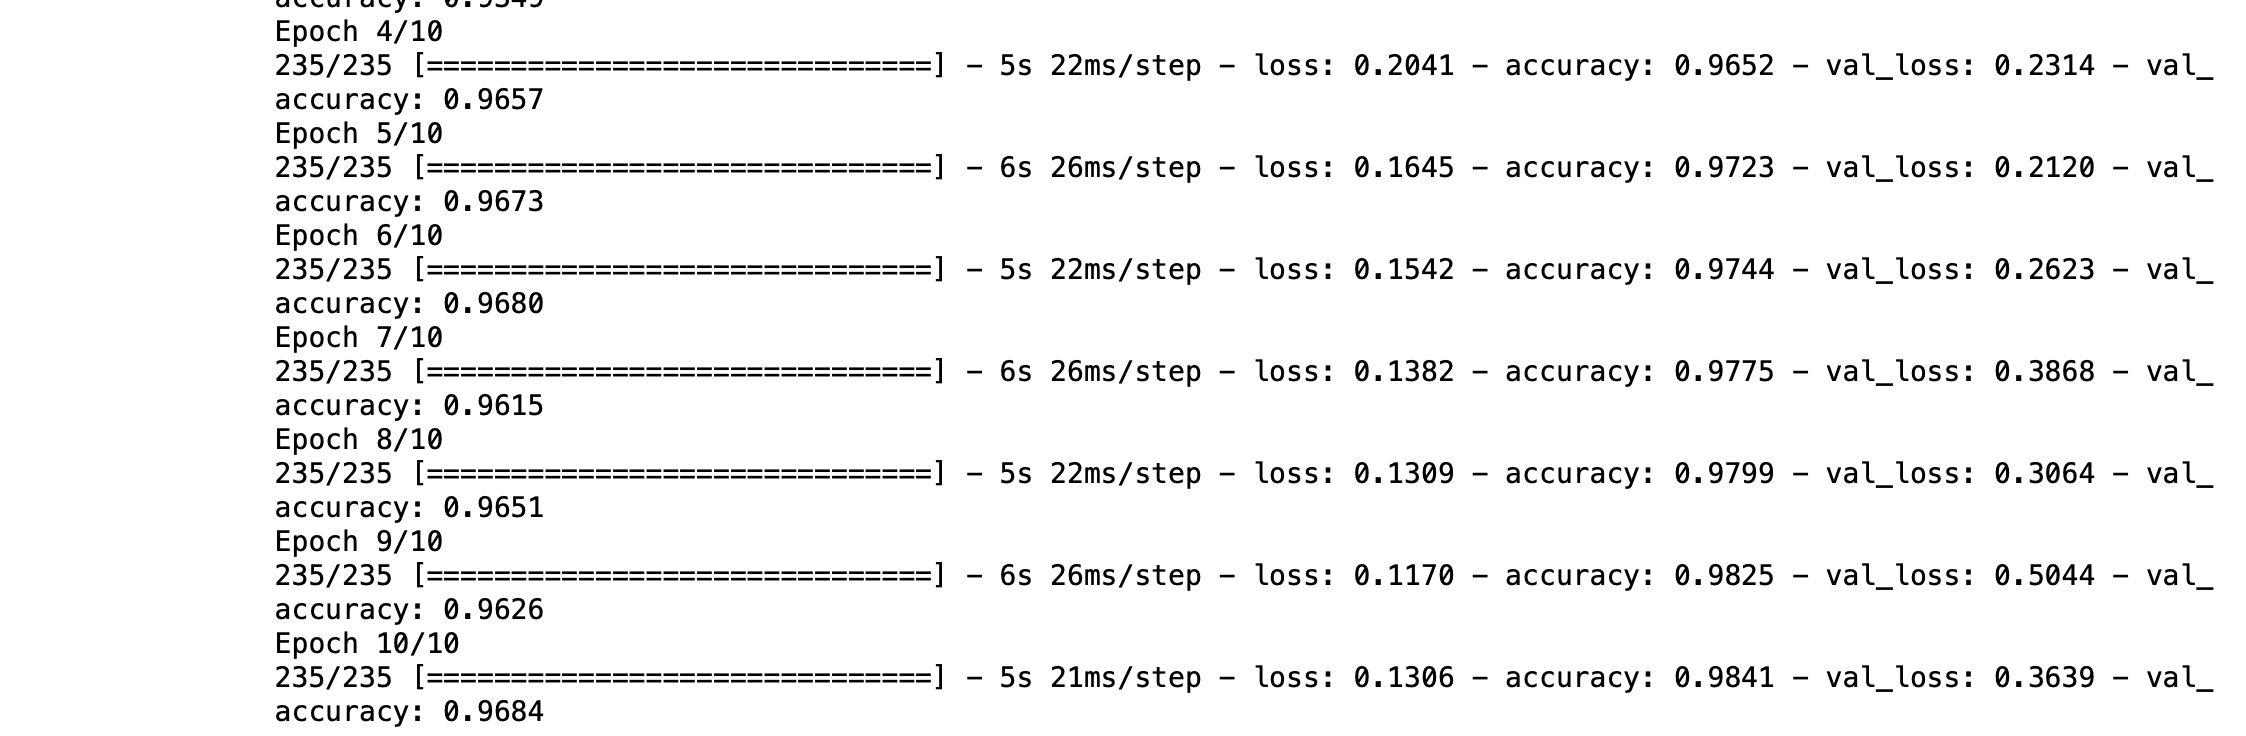 accuracy: 0.9349
Epoch 4/10
235/235 [==============================] - 5s 22ms/step - loss: 0.2041 - accuracy: 0.9652 - val_loss: 0.2314 - val_
accuracy: 0.9657
Epoch 5/10
235/235 [==============================] - 6s 26ms/step - loss: 0.1645 - accuracy: 0.9723 - val_loss: 0.2120 - val_
accuracy: 0.9673
Epoch 6/10
235/235 [==============================] - 5s 22ms/step - loss: 0.1542 - accuracy: 0.9744 - val_loss: 0.2623 - val_
accuracy: 0.9680
Epoch 7/10
235/235 [==============================] - 6s 26ms/step - loss: 0.1382 - accuracy: 0.9775 - val_loss: 0.3868 - val_
accuracy: 0.9615
Epoch 8/10
235/235 [==============================] - 5s 22ms/step - loss: 0.1309 - accuracy: 0.9799 - val_loss: 0.3064 - val_
accuracy: 0.9651
Epoch 9/10
235/235 [==============================] - 6s 26ms/step - loss: 0.1170 - accuracy: 0.9825 - val_loss: 0.5044 - val_
accuracy: 0.9626
Epoch 10/10
235/235 [==============================] - 5s 21ms/step - loss: 0.1306 - accuracy: 0.9841 - val_loss: 0.3639 - val_
accuracy: 0.9684